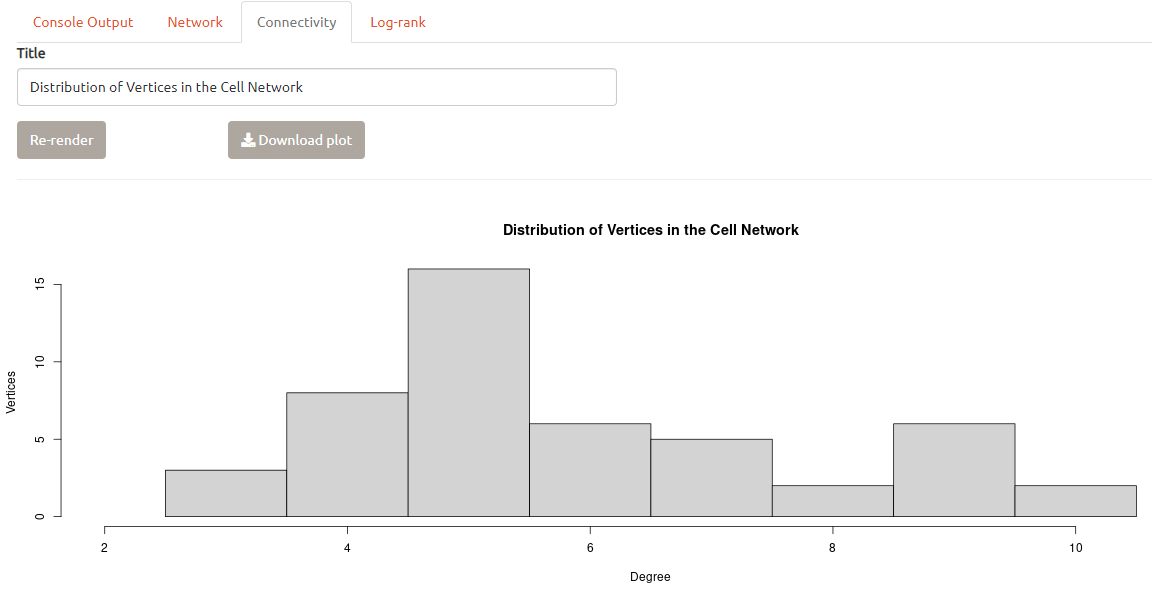 Console Output Network Connectivity Log-rank
Title
Distribution of Vertices in the Cell Network
Re-render Download plot
Distribution of Vertices in the Cell Network
Vertices
15
10
5
0
2 4 6 8 10
Degree